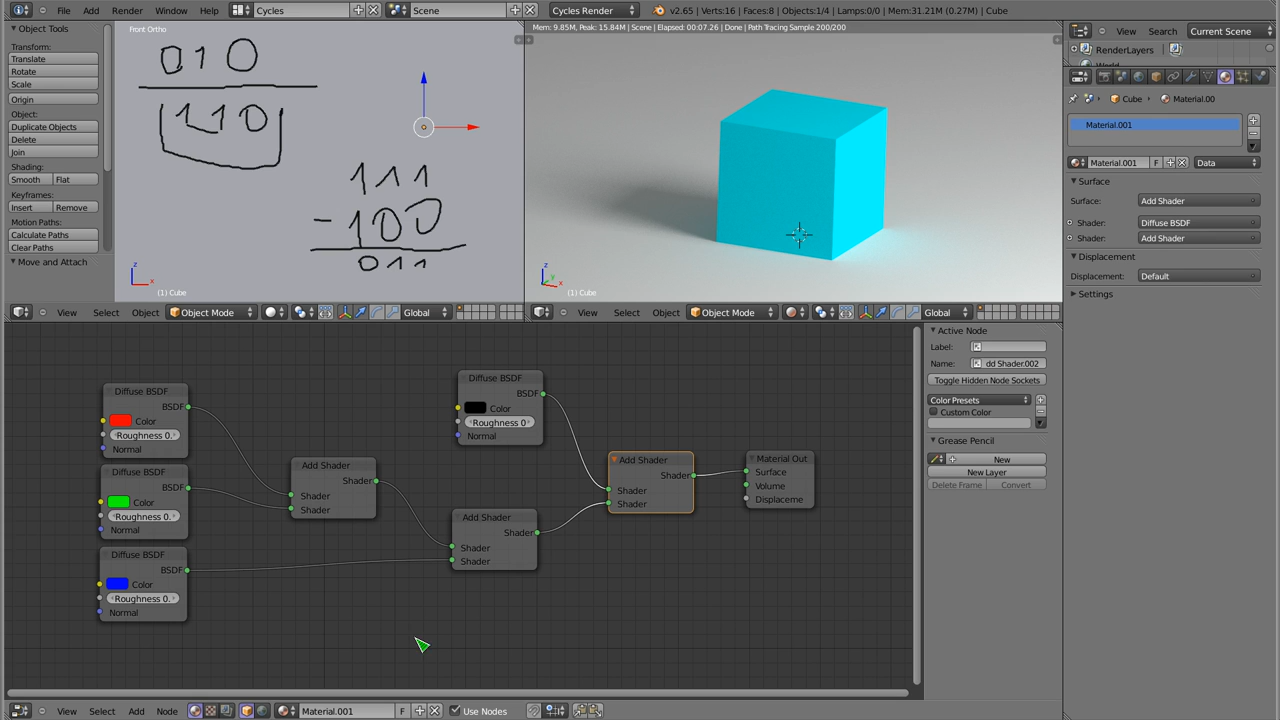 File Add Render Window Help Cycles Scene Cycles Render v2.65 | Verts:16 | Faces:8 | Objects:1/4 | Lamps:0/0 | Mem:31.21M (0.27M) | Cube
Object Tools
Transform:
Translate
Rotate
Scale
Origin
Object:
Duplicate Objects
Delete
Join
Shading:
Smooth Flat
Keyframes:
Insert Remove
Motion Paths:
Calculate Paths
Clear Paths
Move and Attach
Front Ortho
010
110
111
- 100
011
z
x
(1) Cube
Mem: 9.85M, Peak: 15.84M | Scene | Elapsed: 00:07.26 | Done | Path Tracing Sample 200/200
z
y
x
(1) Cube
View Search Current Scene
RenderLayers
World
Cube Material.00
Material.001
Material.001 F Data
Surface
Surface: Add Shader
Shader: Diffuse BSDF
Shader: Add Shader
Displacement
Displacement: Default
Settings
View Select Object Object Mode Global
View Select Object Object Mode Global
Diffuse BSDF
BSDF
Color
Roughness 0.
Normal
Diffuse BSDF
BSDF
Color
Roughness 0.
Normal
Diffuse BSDF
BSDF
Color
Roughness 0.
Normal
Add Shader
Shader
Shader
Shader
Diffuse BSDF
BSDF
Color
Roughness 0
Normal
Add Shader
Shader
Shader
Shader
Add Shader
Shader
Shader
Shader
Material Out
Surface
Volume
Displaceme
Active Node
Label:
Name: dd Shader.002
Toggle Hidden Node Sockets
Color Presets
Custom Color
Grease Pencil
New
New Layer
Delete Frame Convert
View Select Add Node Material.001 F Use Nodes